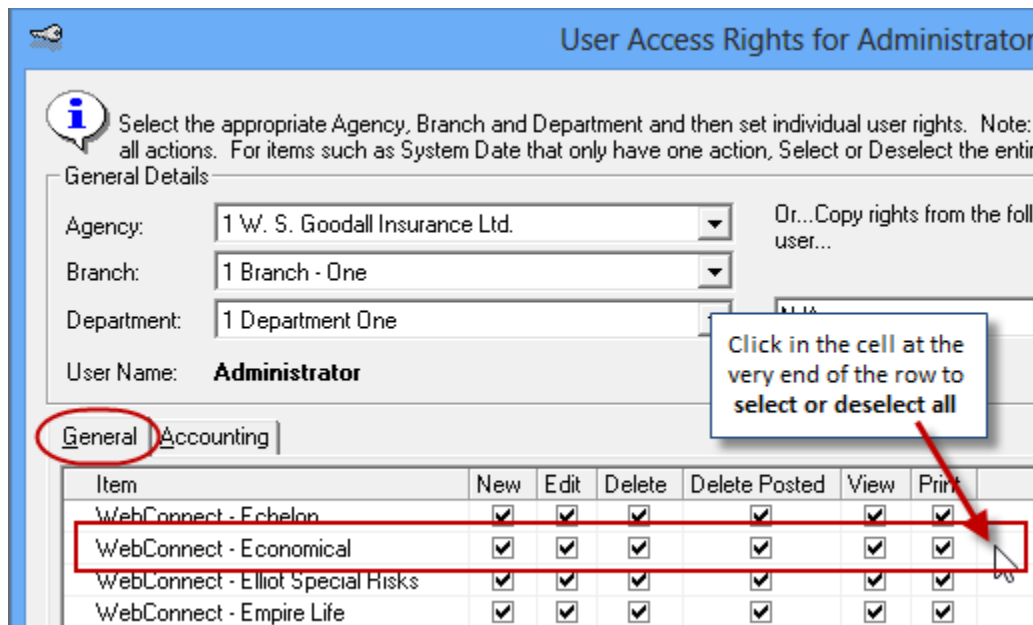 User Access Rights for Administrator
Select the appropriate Agency, Branch and Department and then set individual user rights. Note:
all actions. For items such as System Date that only have one action, Select or Deselect the entir
General Details
Agency: 1 W. S. Goodall Insurance Ltd.
Or...Copy rights from the foll
user...
Branch: 1 Branch - One
Department: 1 Department One
User Name: Administrator
Click in the cell at the
very end of the row to
select or deselect all
General Accounting
Item New Edit Delete Delete Posted View Print
WebConnect - Echelon
WebConnect - Economical
WebConnect - Elliot Special Risks
WebConnect - Empire Life